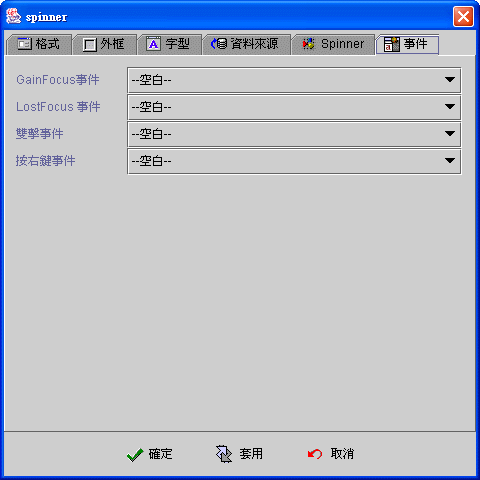 spinner
格式 外框 字型 資料來源 Spinner 事件
GainFocus事件 --空白--
LostFocus 事件 --空白--
雙擊事件 --空白--
按右鍵事件 --空白--
確定 套用 取消